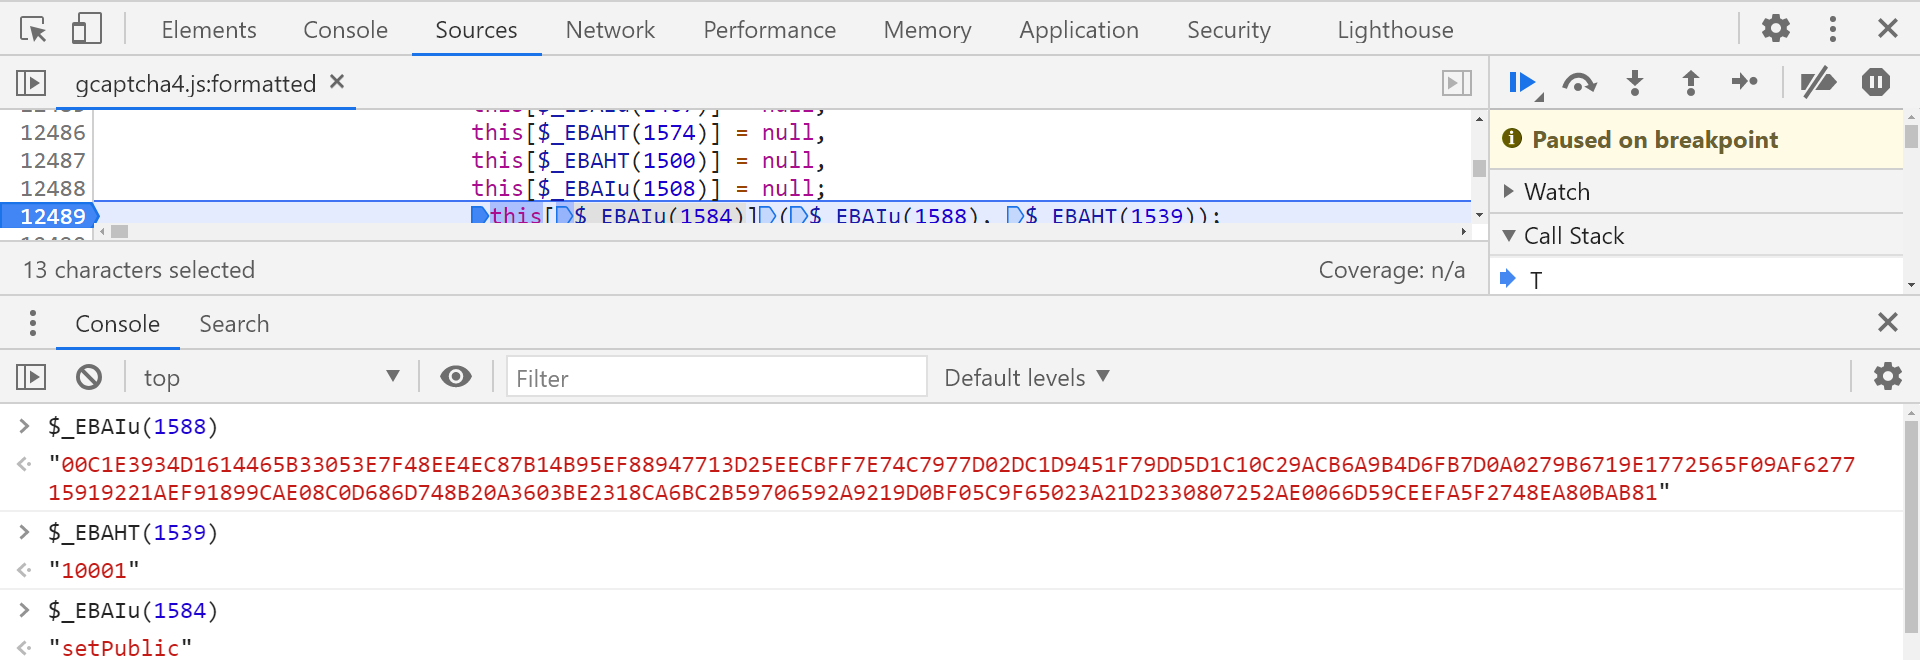 Elements Console Sources Network Performance Memory Application Security Lighthouse
gcaptcha4.js:formatted
12486 this[$_EBAHT(1574)] = null,
12487 this[$_EBAHT(1500)] = null,
12488 this[$_EBAIu(1508)] = null;
12489 this[$_EBAIu(1584)]($_EBAIu(1588), $_EBAHT(1539));
13 characters selected Coverage: n/a
Paused on breakpoint
Watch
Call Stack
T
Console Search
top Filter Default levels
> $_EBAIu(1588)
"00C1E3934D1614465B33053E7F48EE4EC87B14B95EF88947713D25EECBFF7E74C7977D02DC1D9451F79DD5D1C10C29ACB6A9B4D6FB7D0A0279B6719E1772565F09AF6277
15919221AEF91899CAE08C0D686D748B20A3603BE2318CA6BC2B59706592A9219D0BF05C9F65023A21D2330807252AE0066D59CEEFA5F2748EA80BAB81"
> $_EBAHT(1539)
"10001"
> $_EBAIu(1584)
"setPublic"